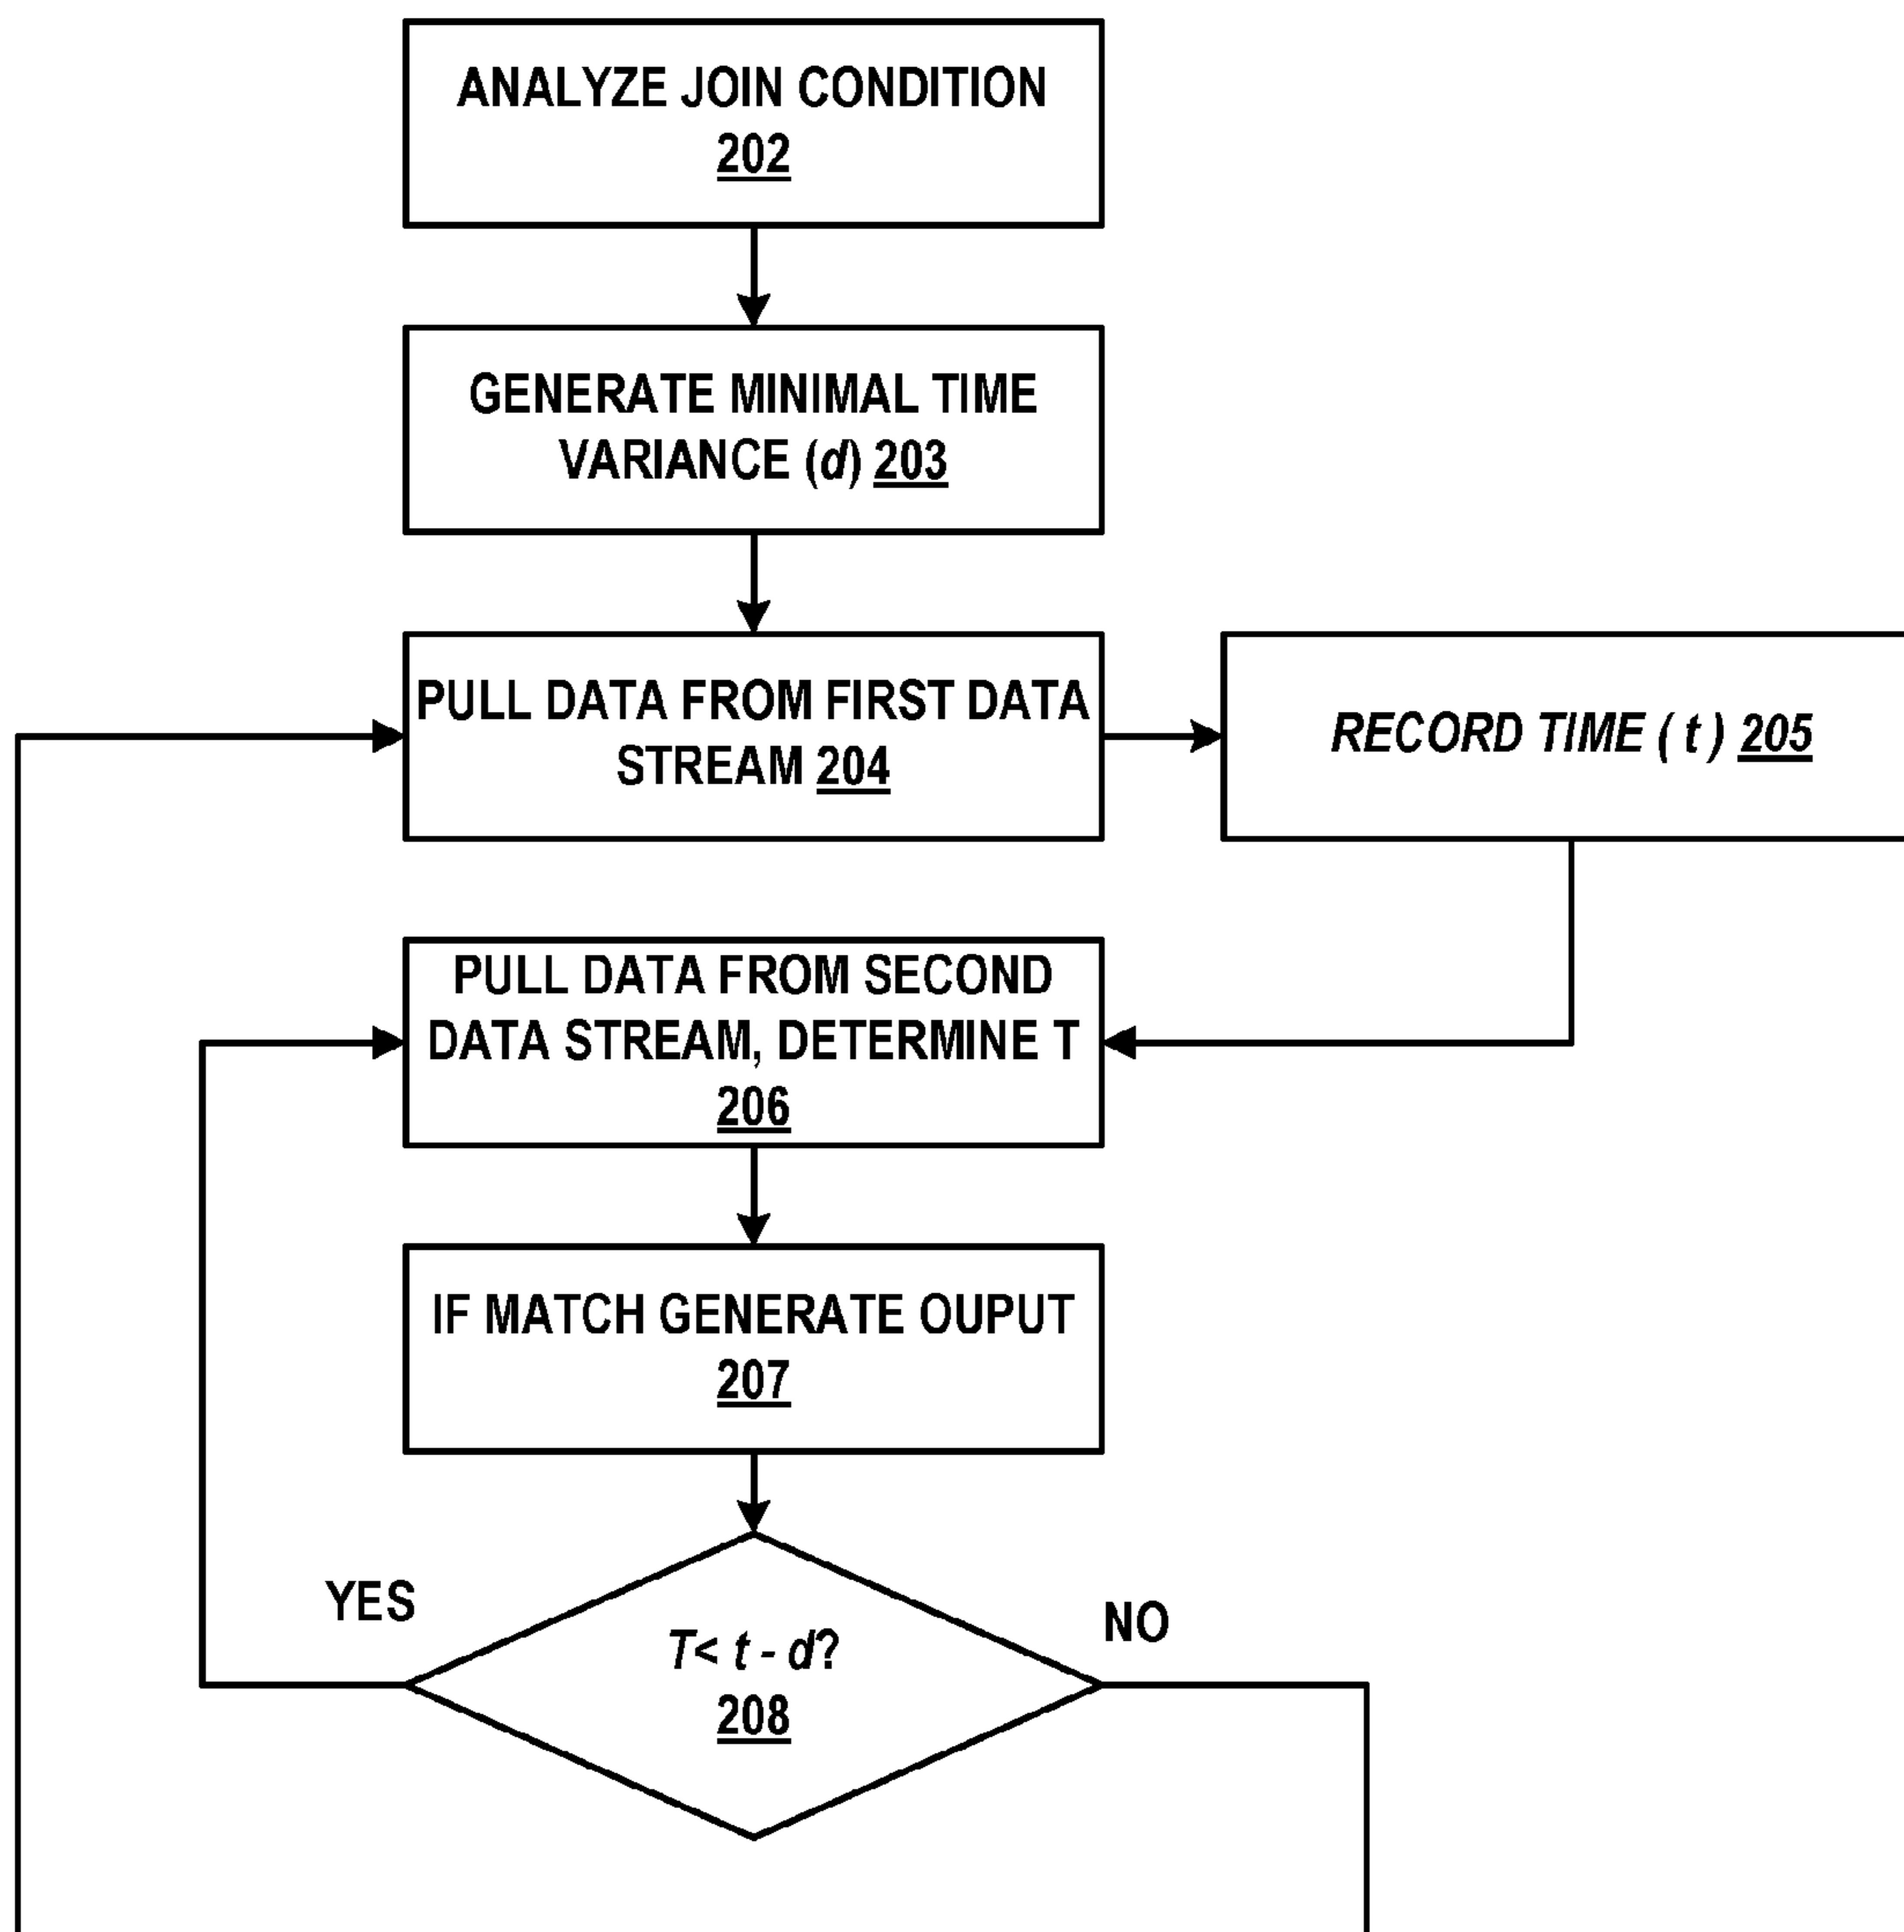 ANALYZE JOIN CONDITION
202
GENERATE MINIMAL TIME
VARIANCE (d) 203
PULL DATA FROM FIRST DATA
STREAM 204
RECORD TIME ( t ) 205
PULL DATA FROM SECOND
DATA STREAM, DETERMINE T
206
IF MATCH GENERATE OUPUT
207
YES
NO
T< t - d?
208